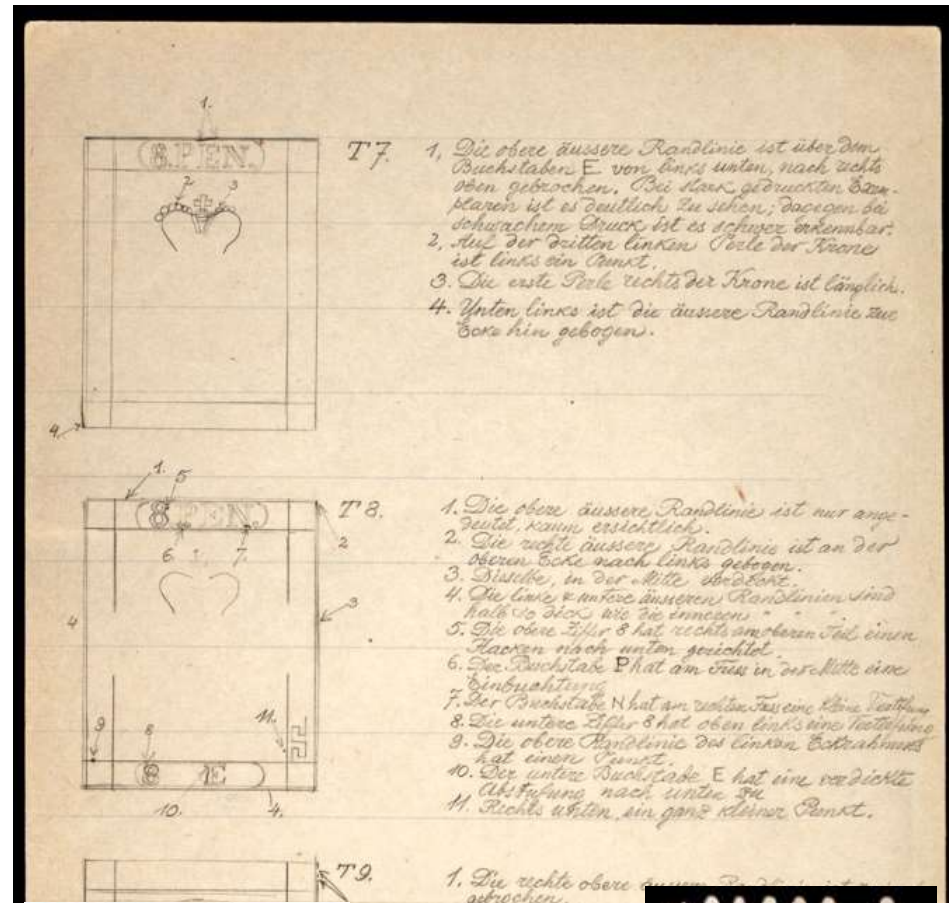 1.
8.PEN.
2
3
4.
T7.
1, Die obere äussere Randlinie ist über dem
Buchstaben E von links unten, nach rechts
oben gebrochen. Bei stark gedruckten Exem-
plaren ist es deutlich zu sehen; dagegen bei
schwachem Druck ist es schwer erkennbar.
2, Auf der dritten linken Perle der Krone
ist links ein Punkt.
3. Die erste Perle rechts der Krone ist länglich.
4. Unten links ist die äussere Randlinie zur
Ecke hin gebogen.
1.
5
8 PEN.
6
1,
7.
2
3
4
9
8
11.
8 E
10.
4.
T8.
1. Die obere äussere Randlinie ist nur ange-
deutet, kaum ersichtlich.
2. Die rechte äussere Randlinie ist an der
oberen Ecke nach links gebogen.
3. Disselbe, in der Mitte verdickt.
4. Die linke & untere äusseren Randlinien sind
halb so dick wie die inneren " " "
5. Die obere Ziffer 8 hat rechts am oberen Teil einen
Hacken nach unten gerichtet.
6. Der Buchstabe P hat am Fuss in der Mitte eine
Einbuchtung
7. Der Buchstabe N hat am rechten Fuss eine kleine Vertiefung
8. Die untere Ziffer 8 hat oben links eine Vertiefung
9. Die obere Randlinie des linken Eckrahmens
hat einen Punkt.
10. Der untere Buchstabe E hat eine verdickte
Abstufung nach unten zu
11. Rechts unten, ein ganz kleiner Punkt.
T9.
1. Die rechte obere
gebrochen.